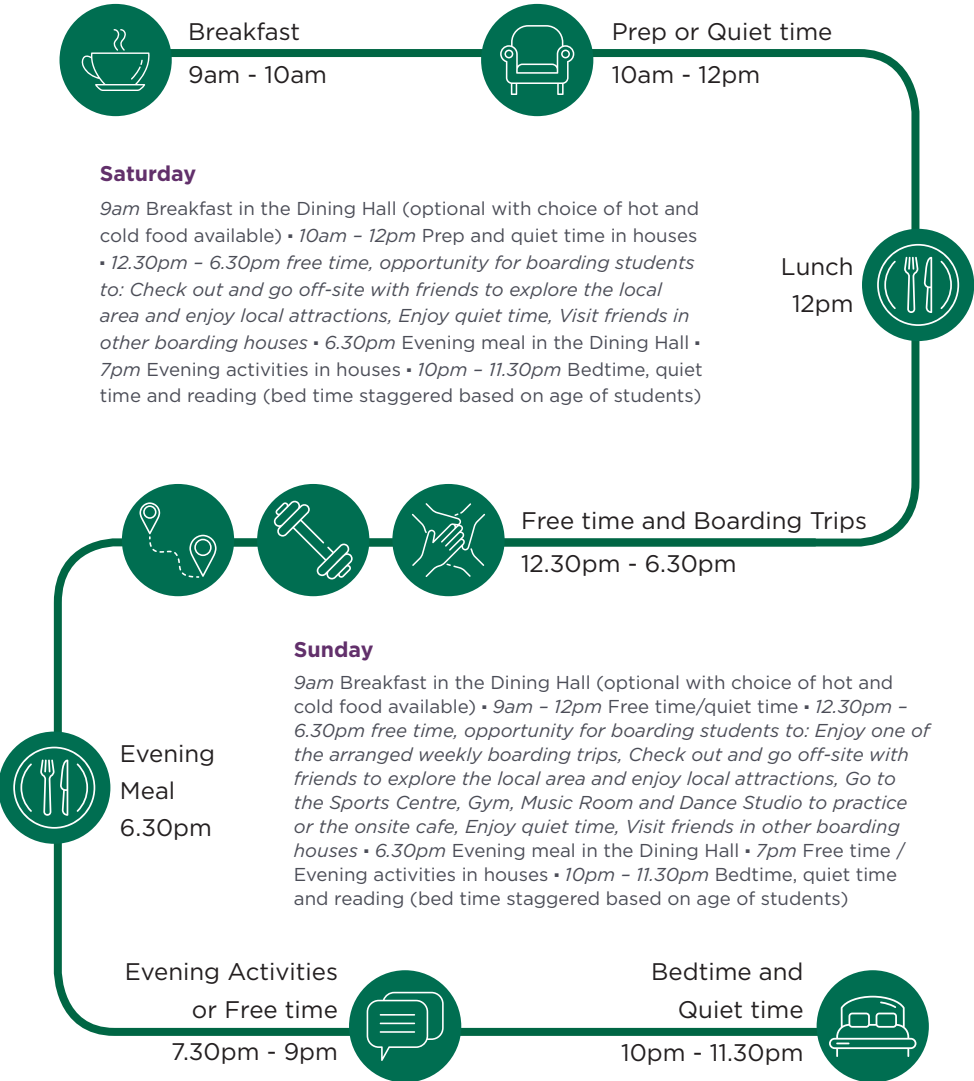 Breakfast
9am - 10am
Prep or Quiet time
10am - 12pm
Saturday
9am Breakfast in the Dining Hall (optional with choice of hot and
cold food available) ▪ 10am – 12pm Prep and quiet time in houses
▪ 12.30pm – 6.30pm free time, opportunity for boarding students
to: Check out and go off-site with friends to explore the local
area and enjoy local attractions, Enjoy quiet time, Visit friends in
other boarding houses ▪ 6.30pm Evening meal in the Dining Hall ▪
7pm Evening activities in houses ▪ 10pm – 11.30pm Bedtime, quiet
time and reading (bed time staggered based on age of students)
Lunch
12pm
Free time and Boarding Trips
12.30pm - 6.30pm
Sunday
9am Breakfast in the Dining Hall (optional with choice of hot and
cold food available) ▪ 9am – 12pm Free time/quiet time ▪ 12.30pm –
6.30pm free time, opportunity for boarding students to: Enjoy one of
the arranged weekly boarding trips, Check out and go off-site with
friends to explore the local area and enjoy local attractions, Go to
the Sports Centre, Gym, Music Room and Dance Studio to practice
or the onsite cafe, Enjoy quiet time, Visit friends in other boarding
houses ▪ 6.30pm Evening meal in the Dining Hall ▪ 7pm Free time /
Evening activities in houses ▪ 10pm – 11.30pm Bedtime, quiet time
and reading (bed time staggered based on age of students)
Evening
Meal
6.30pm
Evening Activities
or Free time
7.30pm - 9pm
Bedtime and
Quiet time
10pm - 11.30pm